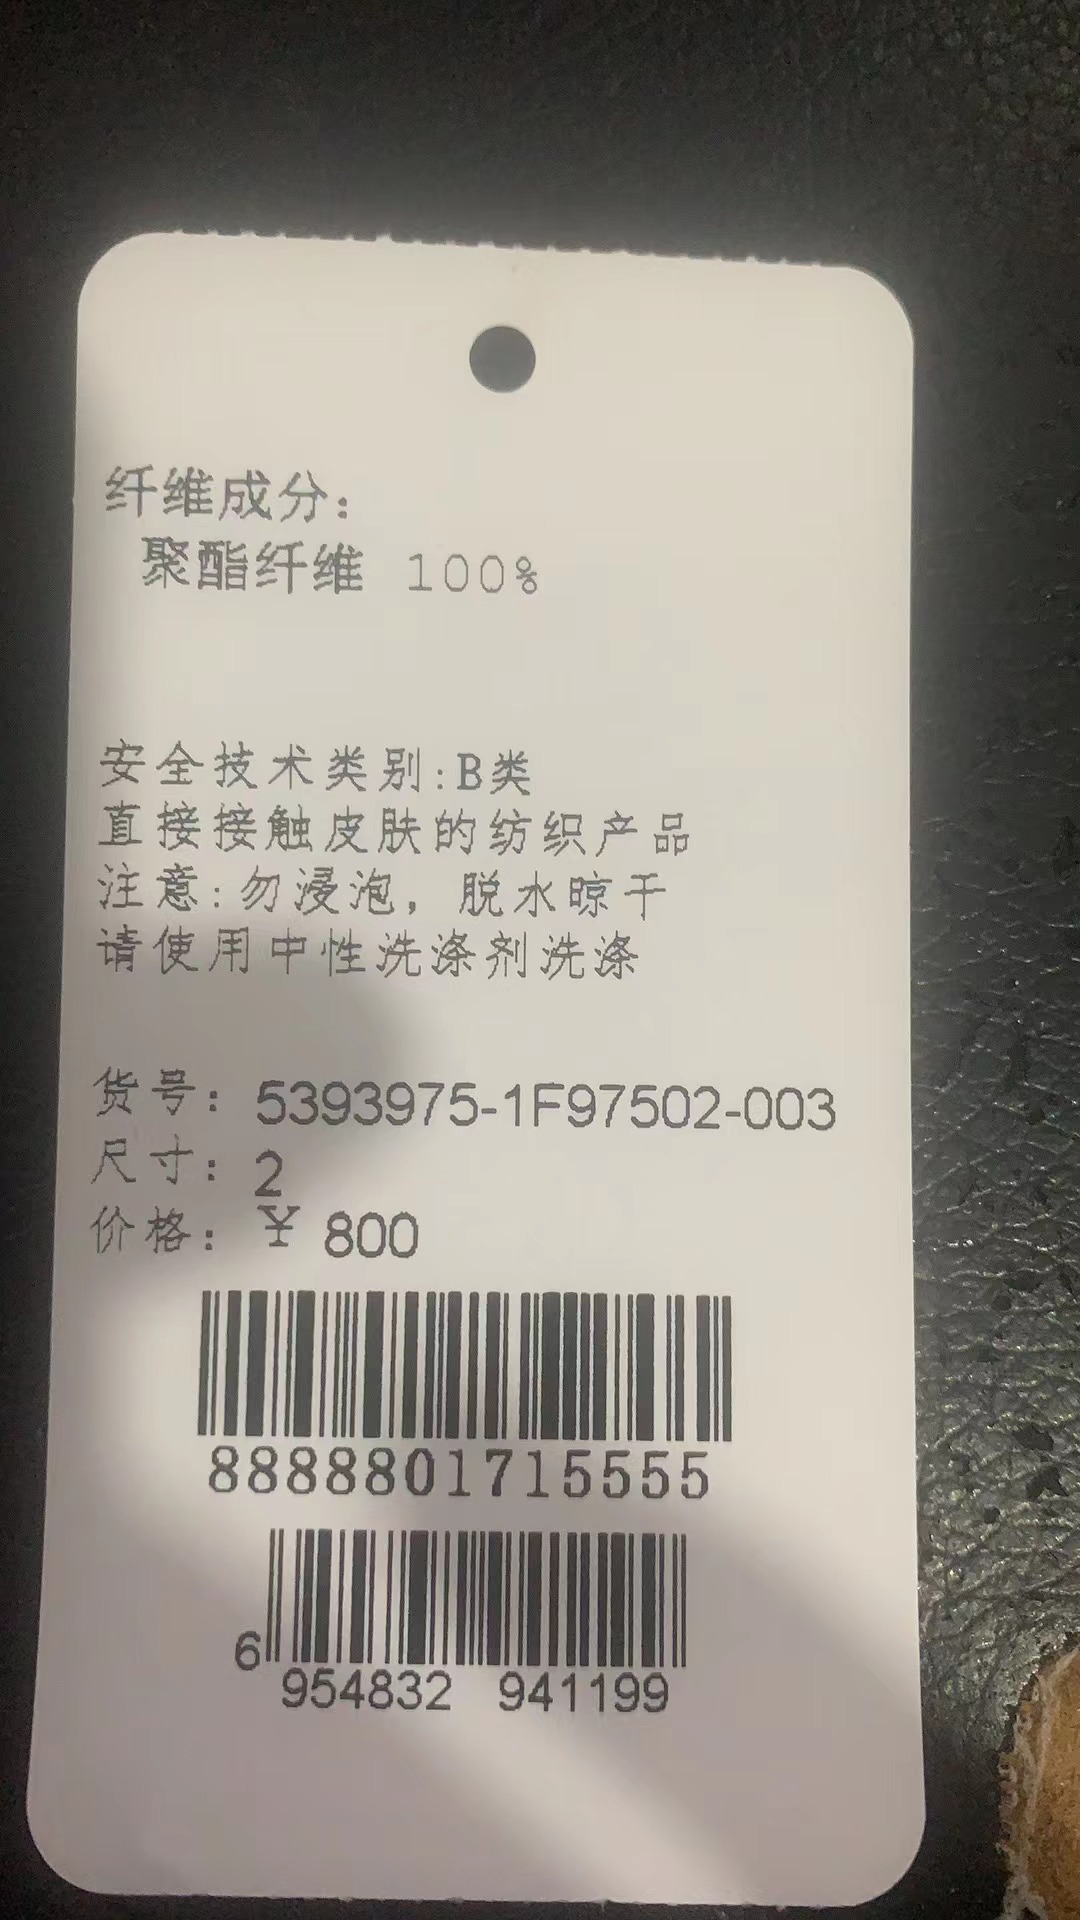 纤维成分：
聚酯纤维 100%
安全技术类别:B类
直接接触皮肤的纺织产品
注意:勿浸泡，脱水晾干
请使用中性洗涤剂洗涤
货号：5393975-1F97502-003
尺寸：2
价格：¥ 800
8888801715555
6 954832 941199